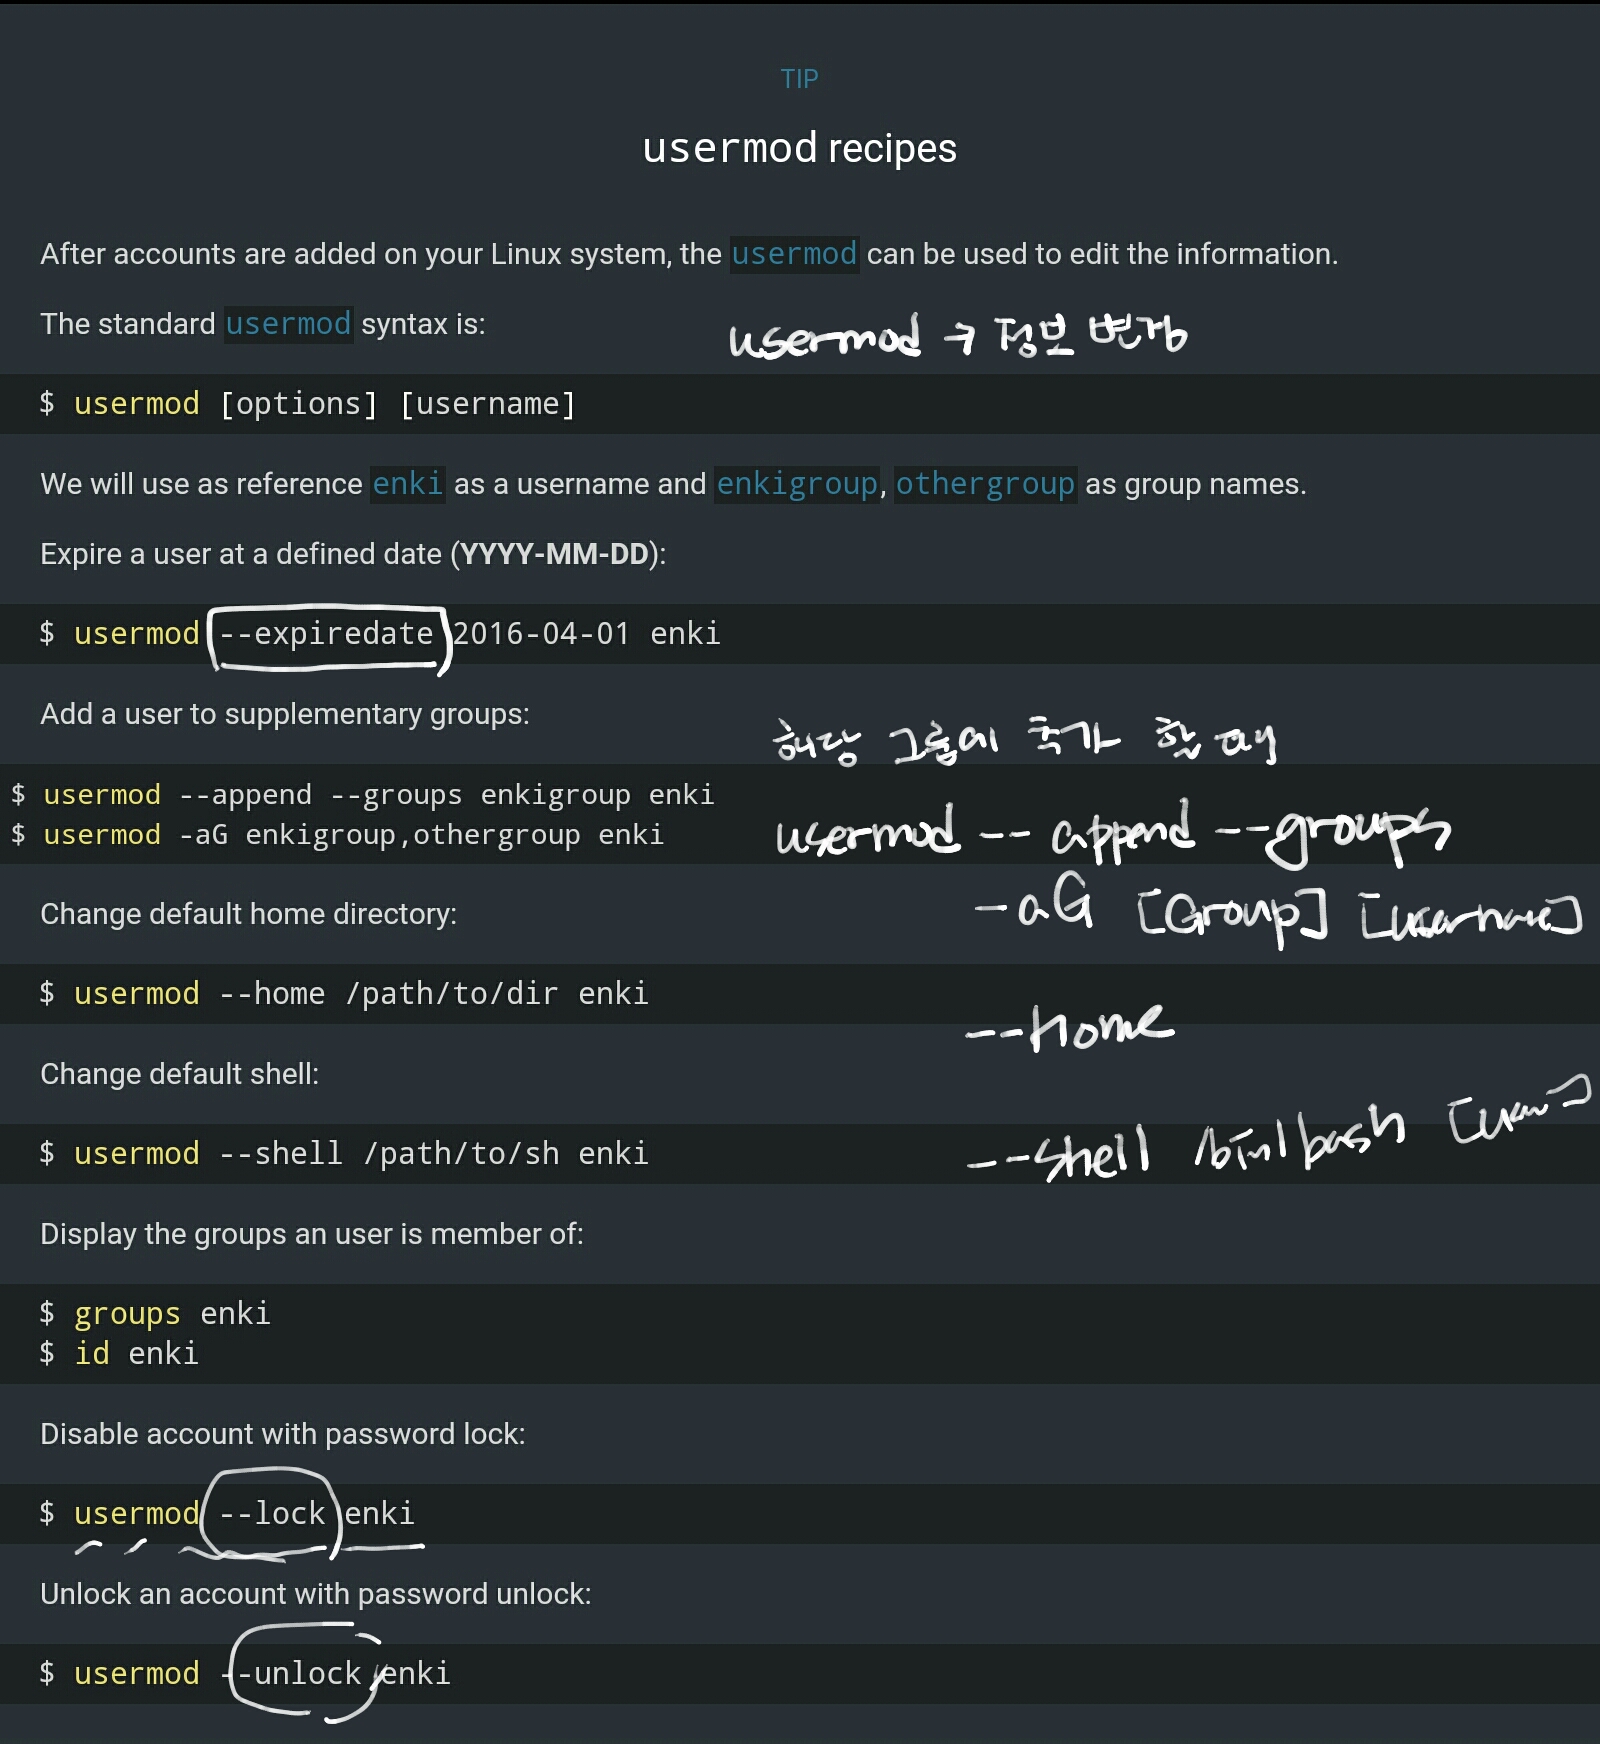 TIP
usermod recipes
After accounts are added on your Linux system, the usermod can be used to edit the information.
The standard usermod syntax is:
usermod → 정보 변경
$ usermod [options] [username]
We will use as reference enki as a username and enkigroup, othergroup as group names.
Expire a user at a defined date (YYYY-MM-DD):
$ usermod --expiredate 2016-04-01 enki
Add a user to supplementary groups:
해당 그룹에 추가 할 때
$ usermod --append --groups enkigroup enki
$ usermod -aG enkigroup,othergroup enki
usermod -- append --groups
-aG [Group] [username]
Change default home directory:
$ usermod --home /path/to/dir enki
--Home
Change default shell:
$ usermod --shell /path/to/sh enki
--shell /bin/bash
Display the groups an user is member of:
$ groups enki
$ id enki
Disable account with password lock:
$ usermod --lock enki
Unlock an account with password unlock:
$ usermod --unlock enki